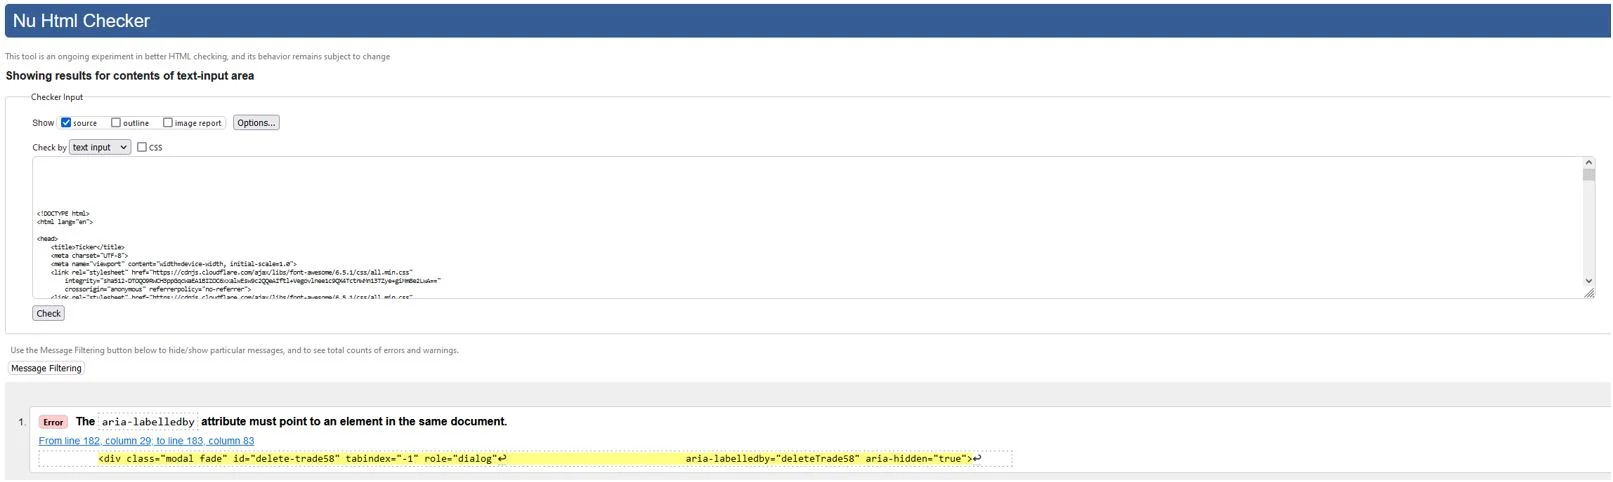 Nu Html Checker
This tool is an ongoing experiment in better HTML checking, and its behavior remains subject to change
Showing results for contents of text-input area
Checker Input
Show source outline image report Options...
Check by text input CSS
<!DOCTYPE html>
<html lang="en">
<head>
<title>Ticker</title>
<meta charset="UTF-8">
<meta name="viewport" content="width=device-width, initial-scale=1.0">
<link rel="stylesheet" href="https://cdnjs.cloudflare.com/ajax/libs/font-awesome/6.5.1/css/all.min.css"
crossorigin="anonymous" referrerpolicy="no-referrer">
<link rel="stylesheet" href="https://cdnjs.cloudflare.com/ajax/libs/font-awesome/6.5.1/css/all.min.css"
Check
Use the Message Filtering button below to hide/show particular messages, and to see total counts of errors and warnings.
Message Filtering
1. Error The aria-labelledby attribute must point to an element in the same document.
From line 182, column 29; to line 183, column 83
<div class="modal fade" id="delete-trade58" tabindex="-1" role="dialog"↩ aria-labelledby="deleteTrade58" aria-hidden="true">↩